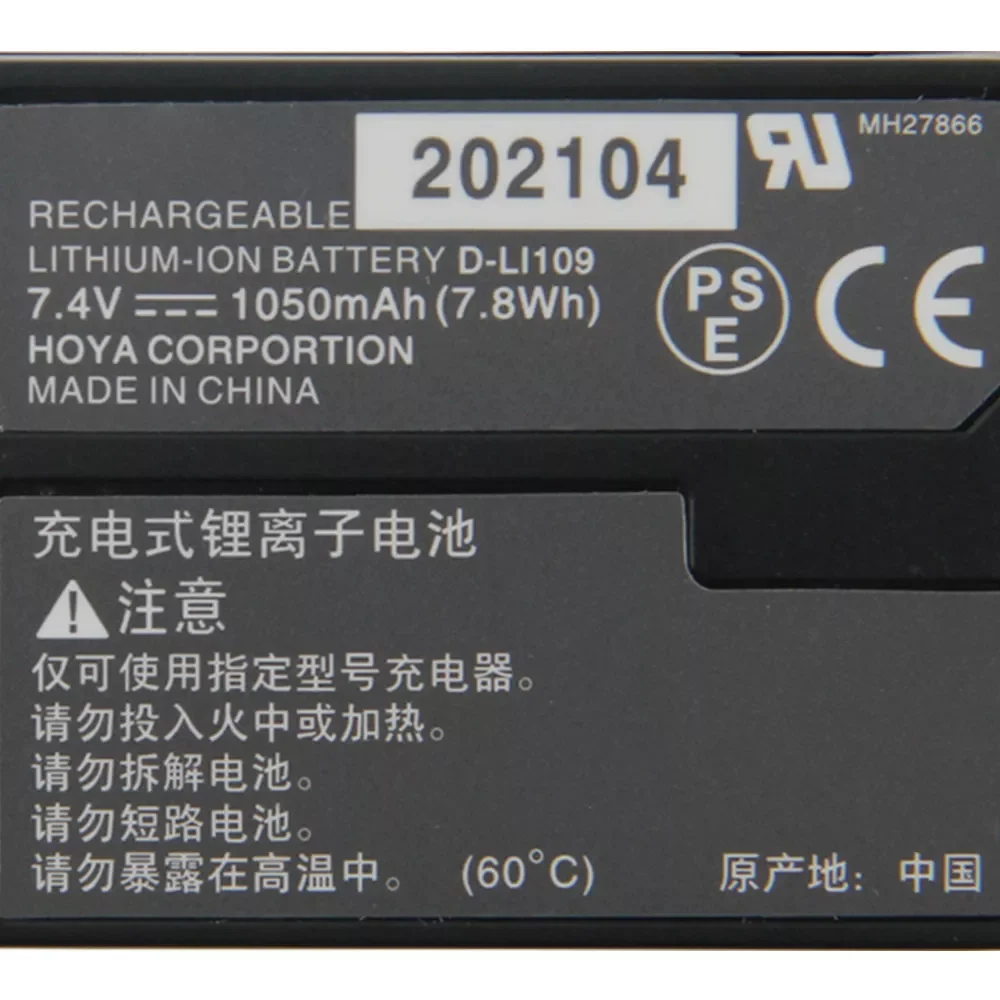 202104
MH27866
RECHARGEABLE
LITHIUM-ION BATTERY D-LI109
7.4V ⎓ 1050mAh (7.8Wh)
HOYA CORPORTION
MADE IN CHINA
PS
E
CE
充电式锂离子电池
注意
仅可使用指定型号充电器。
请勿投入火中或加热。
请勿拆解电池。
请勿短路电池。
请勿暴露在高温中。 (60°C)
原产地: 中国